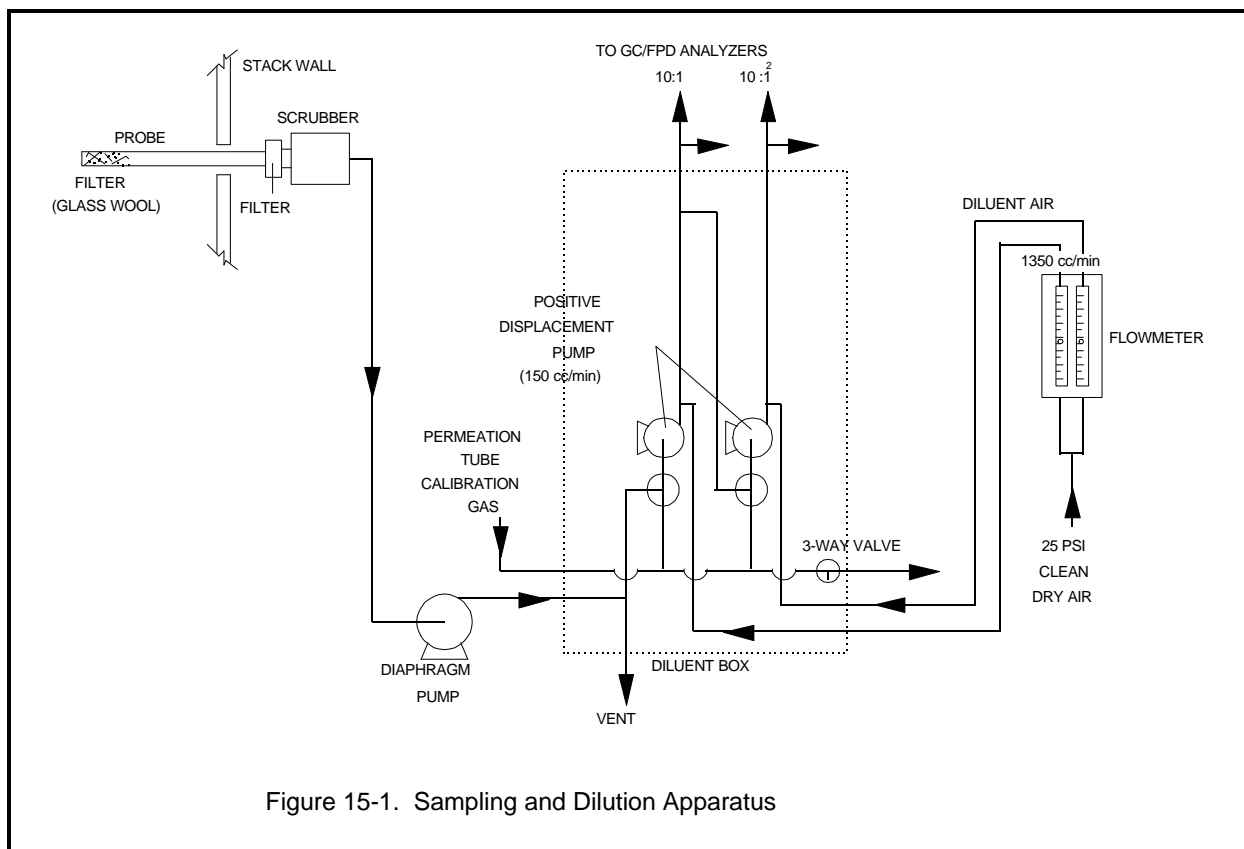 TO GC/FPD ANALYZERS
10:1
10 :1²
STACK WALL
SCRUBBER
PROBE
FILTER
(GLASS WOOL)
FILTER
DILUENT AIR
1350 cc/min
FLOWMETER
POSITIVE
DISPLACEMENT
PUMP
(150 cc/min)
PERMEATION
TUBE
CALIBRATION
GAS
3-WAY VALVE
25 PSI
CLEAN
DRY AIR
DIAPHRAGM
PUMP
DILUENT BOX
VENT
Figure 15-1. Sampling and Dilution Apparatus